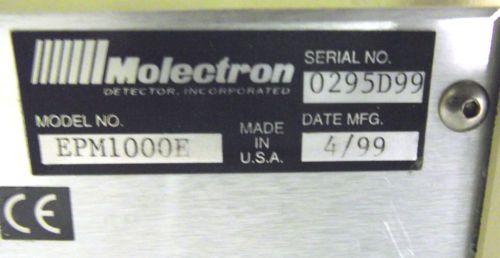 Molectron
DETECTOR, INCORPORATED
SERIAL NO.
0295D99
MODEL NO.
EPM1000E
MADE
IN
U.S.A.
DATE MFG.
4/99
CE